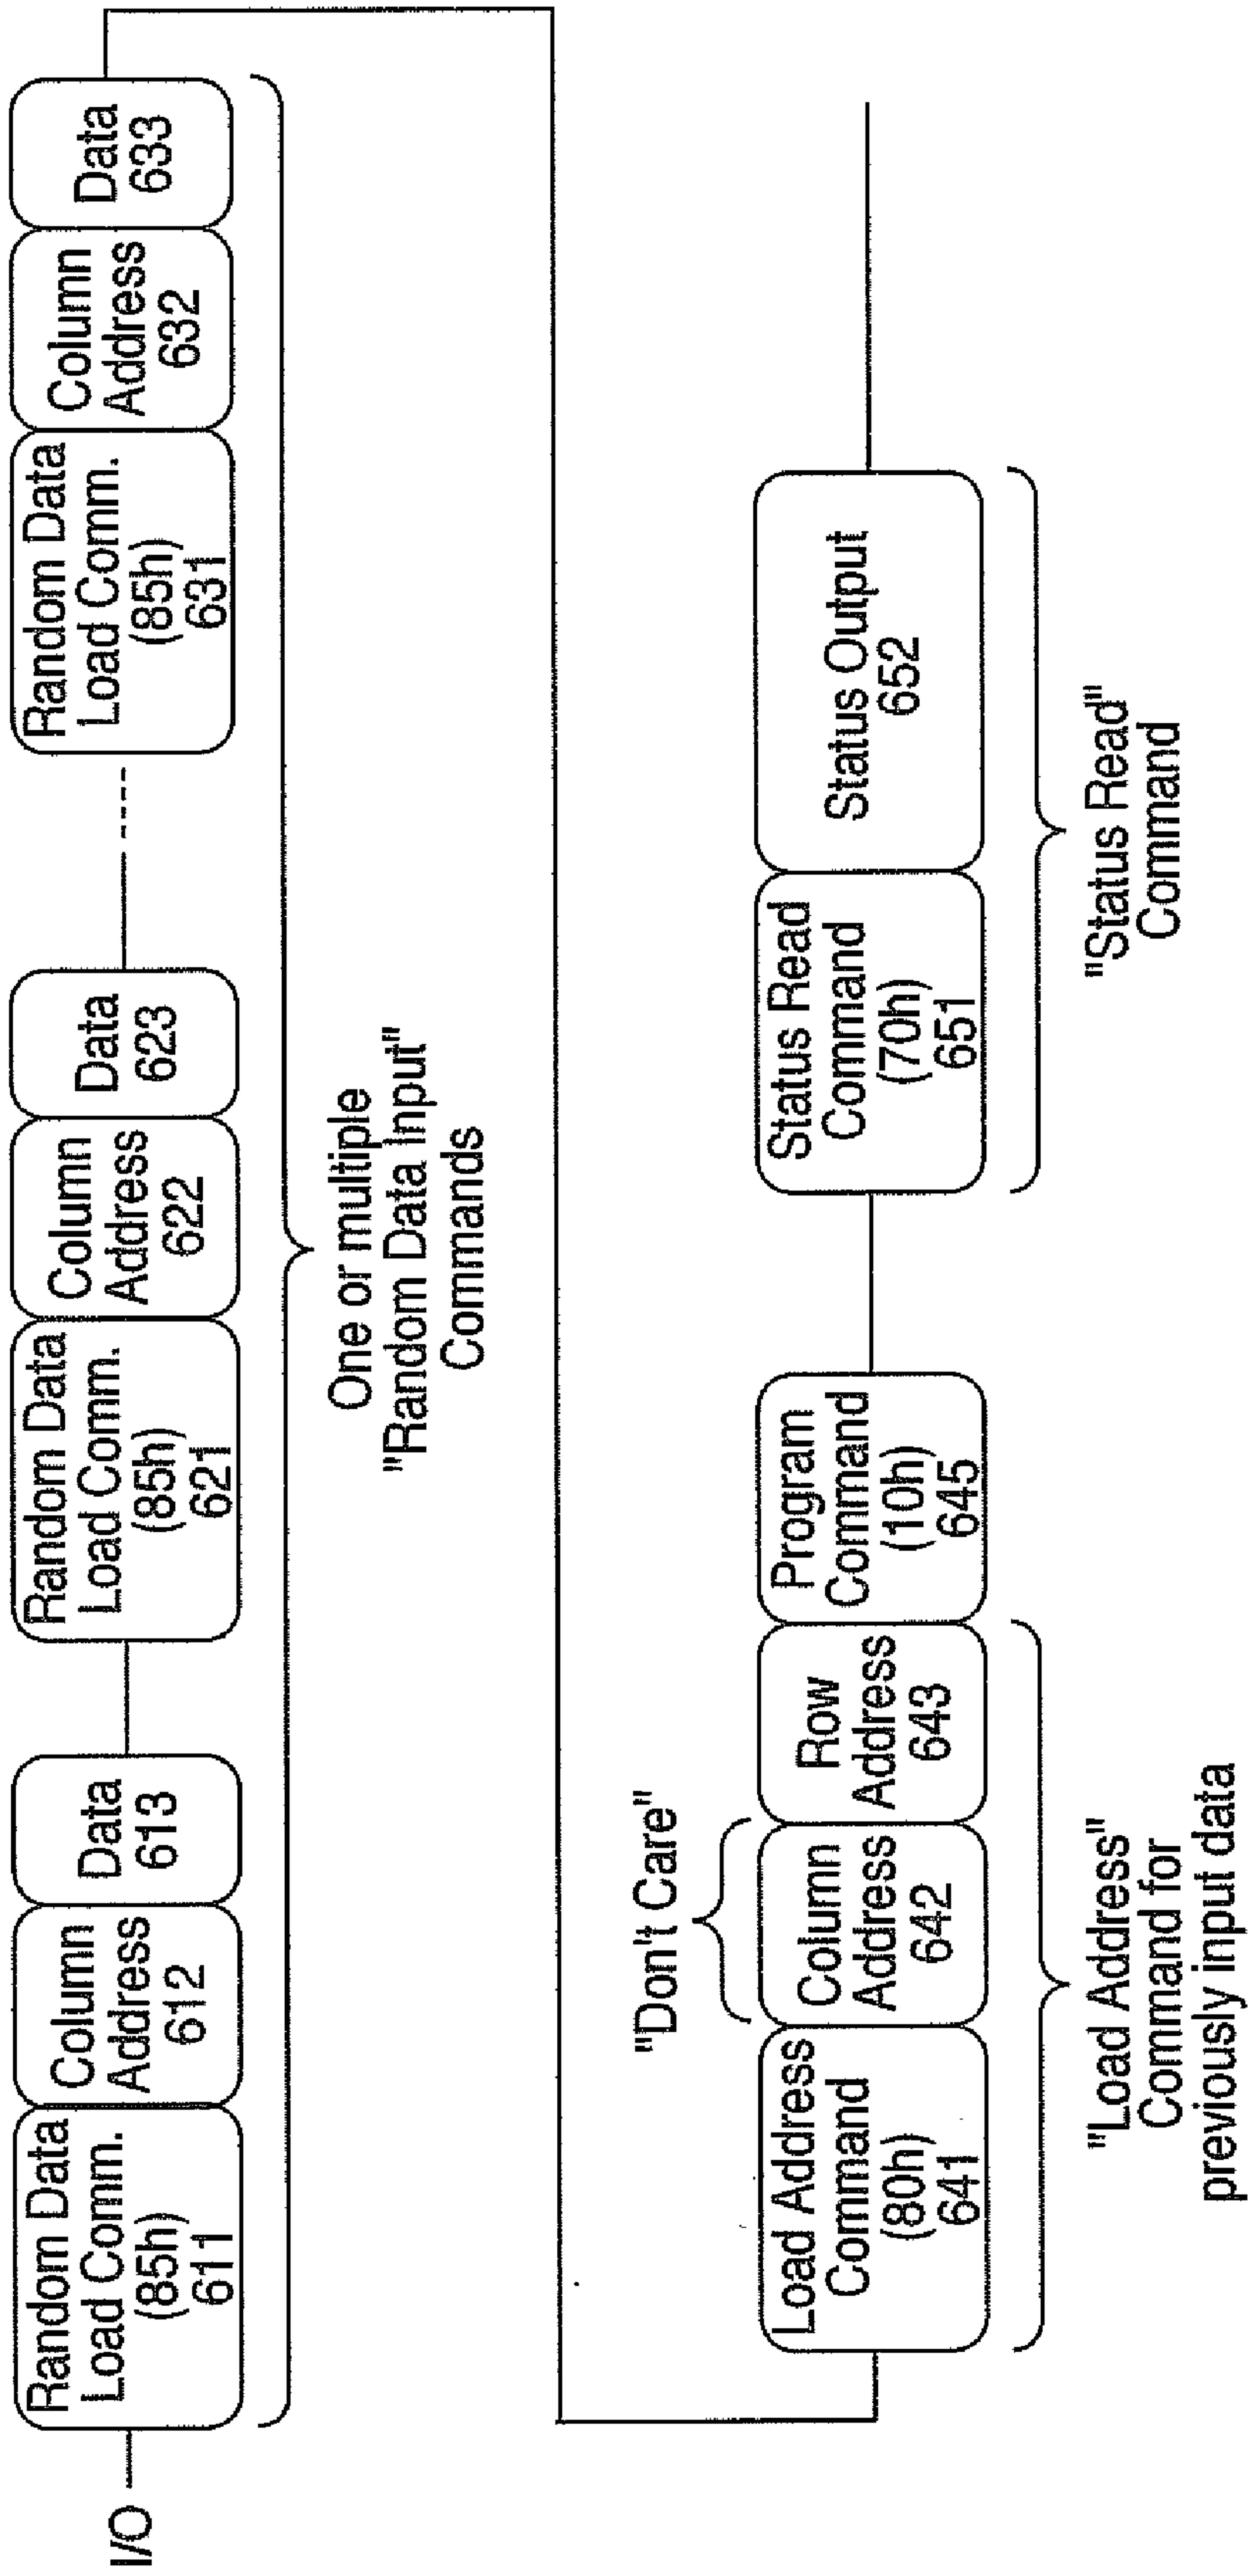 I/O
Random Data
Load Comm.
(85h)
611
Column
Address
612
Data
613
Random Data
Load Comm.
(85h)
621
Column
Address
622
Data
623
Random Data
Load Comm.
(85h)
631
Column
Address
632
Data
633
One or multiple
"Random Data Input"
Commands
"Don't Care"
Load Address
Command
(80h)
641
Column
Address
642
Row
Address
643
Program
Command
(10h)
645
Status Read
Command
(70h)
651
Status Output
652
"Load Address"
Command for
previously input data
"Status Read"
Command